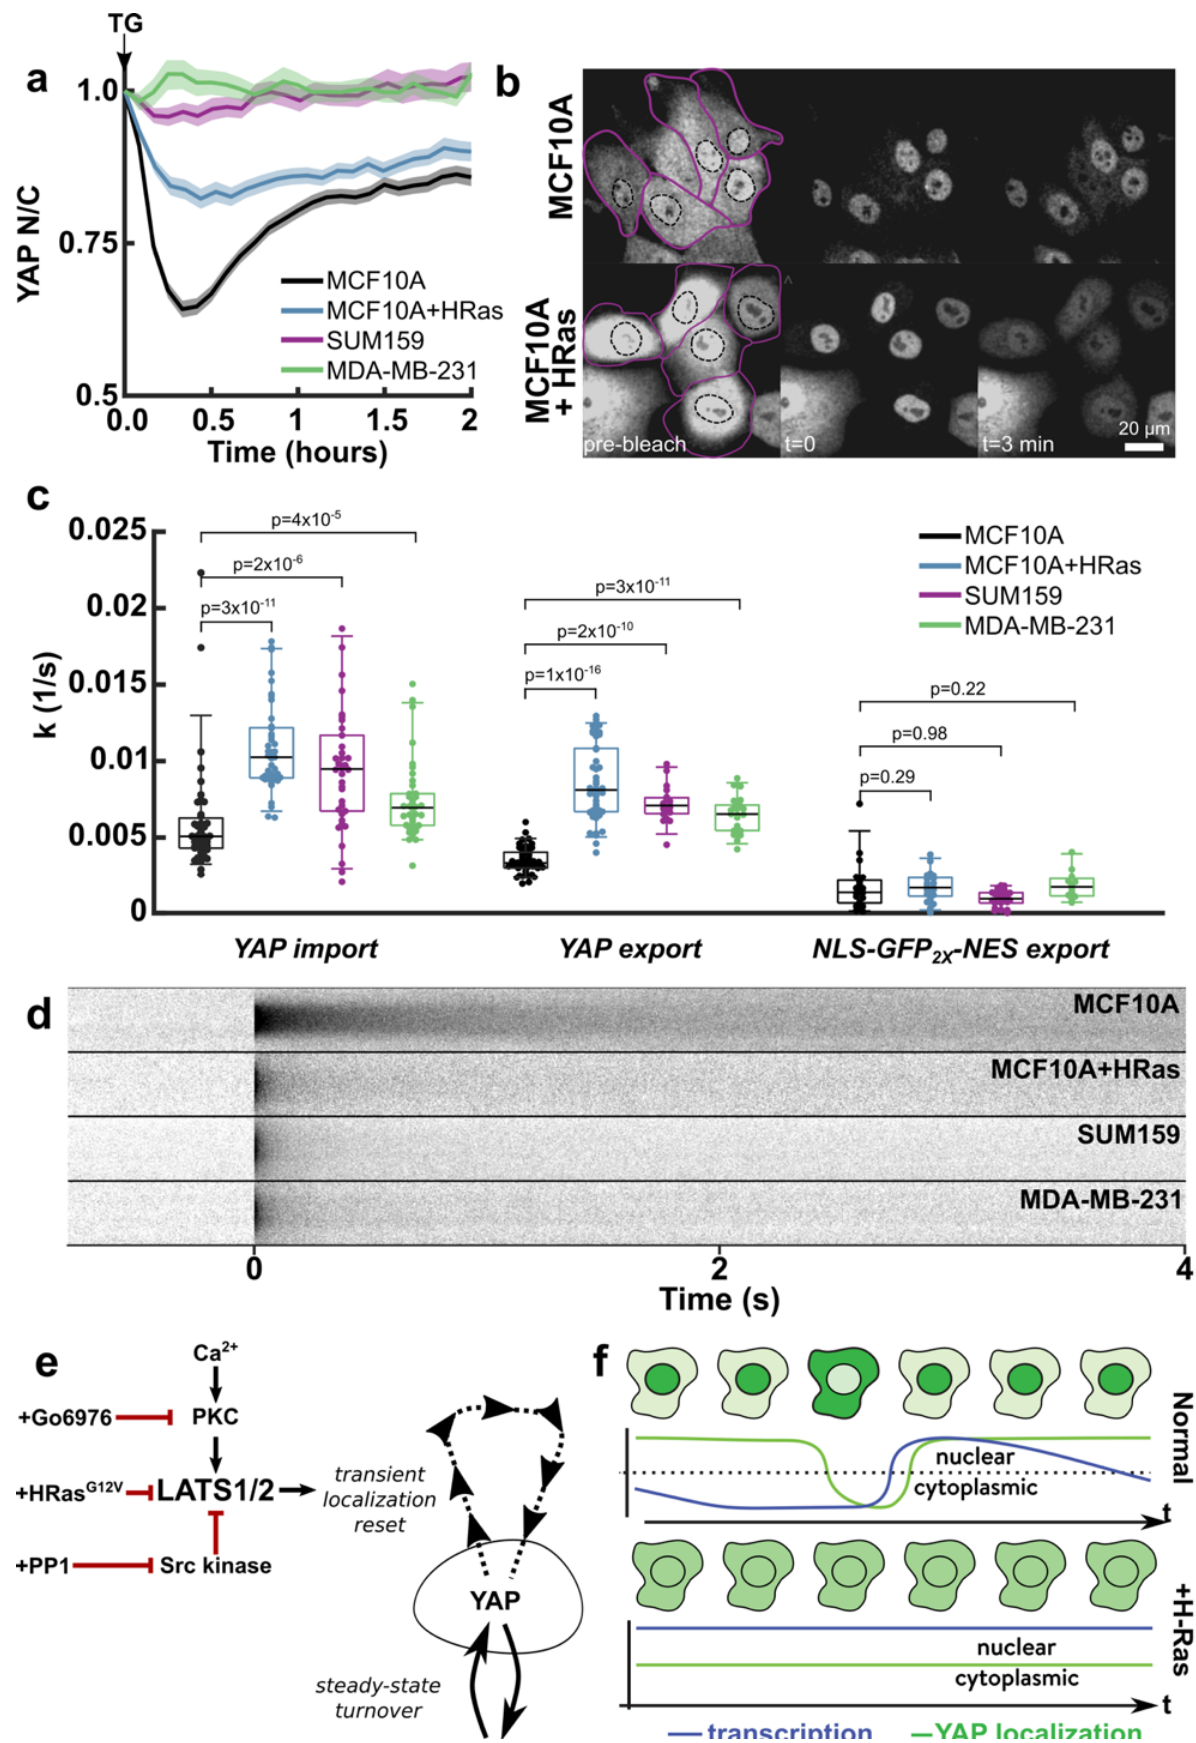 TG
a
1.0
0.75
0.5
YAP N/C
MCF10A
MCF10A+HRas
SUM159
MDA-MB-231
0.0 0.5 1 1.5 2
Time (hours)
b
MCF10A
MCF10A
+ HRas
^
pre-bleach
t=0
t=3 min
20 µm
c
0.025
0.02
0.015
0.01
0.005
0
k (1/s)
p=4x10⁻⁵
p=2x10⁻⁶
p=3x10⁻¹¹
p=3x10⁻¹¹
p=2x10⁻¹⁰
p=1x10⁻¹⁶
p=0.22
p=0.98
p=0.29
MCF10A
MCF10A+HRas
SUM159
MDA-MB-231
YAP import
YAP export
NLS-GFP₂ₓ-NES export
d
MCF10A
MCF10A+HRas
SUM159
MDA-MB-231
0 2 4
Time (s)
e
Ca²⁺
+Go6976
PKC
+HRasᴳ¹²ⱽ
LATS1/2
+PP1
Src kinase
transient
localization
reset
YAP
steady-state
turnover
f
nuclear
cytoplasmic
t
Normal
nuclear
cytoplasmic
t
+H-Ras
transcription
YAP localization